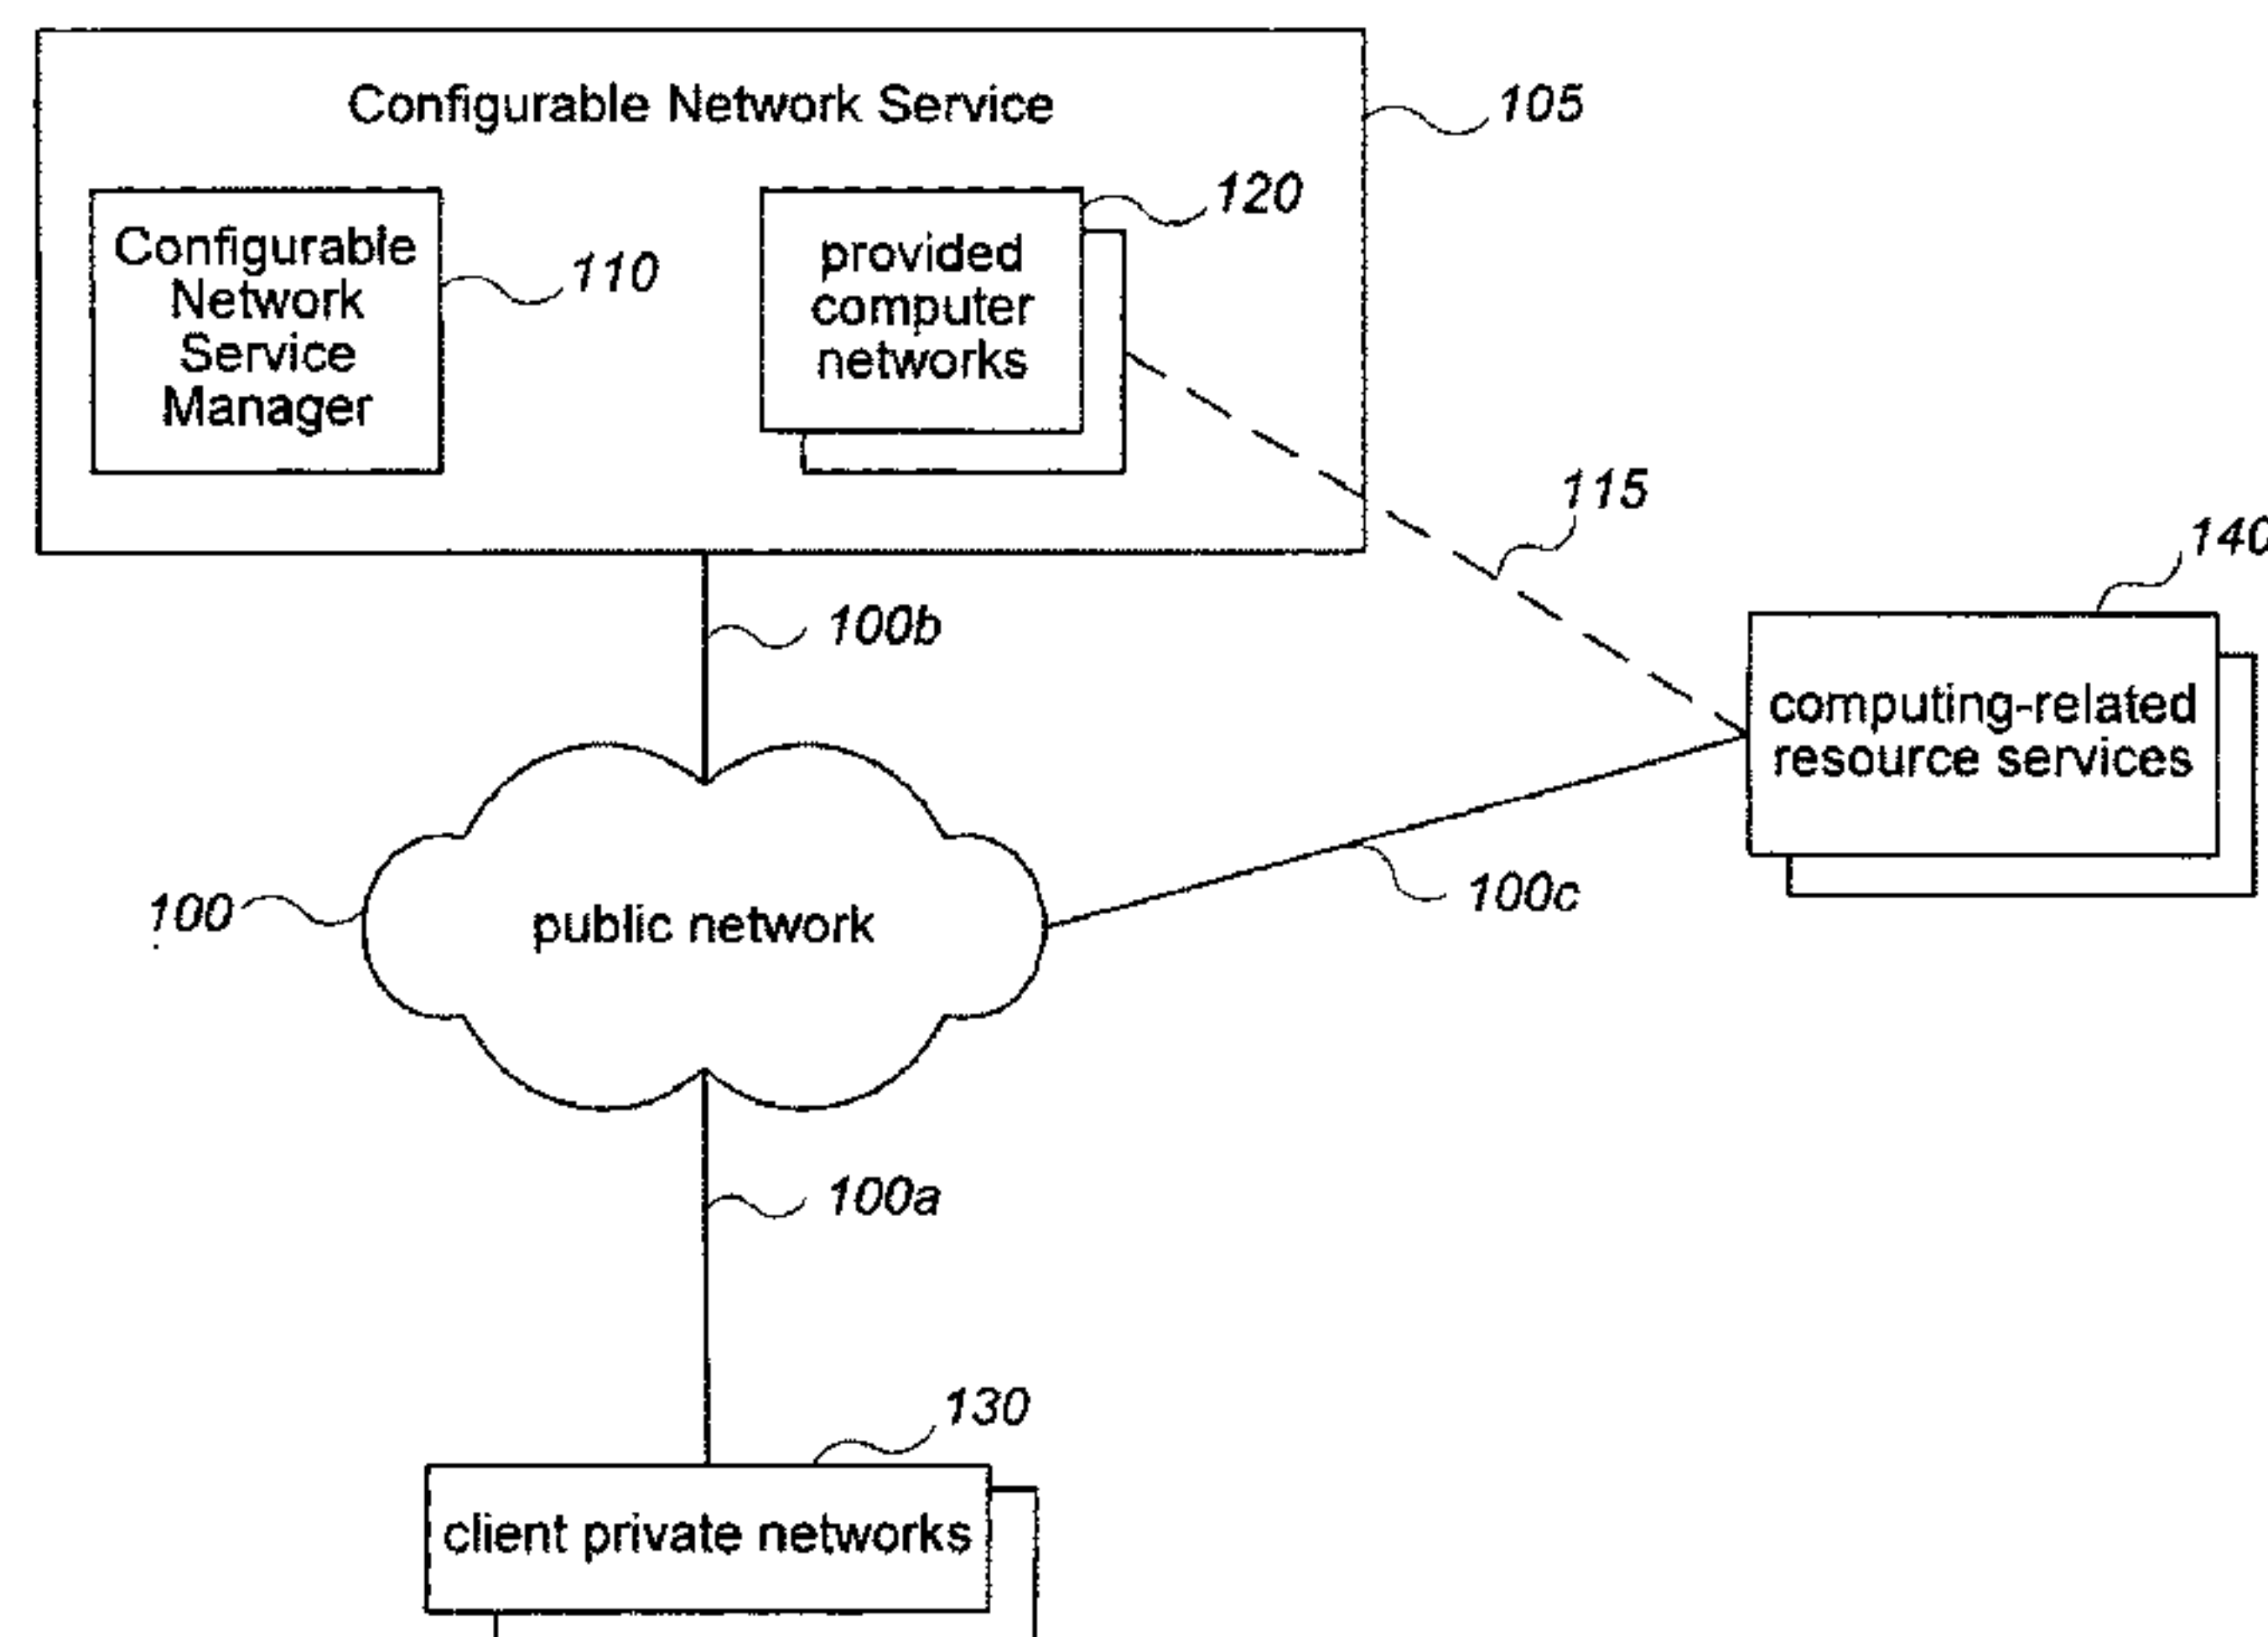 Configurable Network Service
105
120
Configurable
Network
Service
Manager
110
provided
computer
networks
115
140
100b
computing-related
resource services
100
public network
100c
100a
130
client private networks